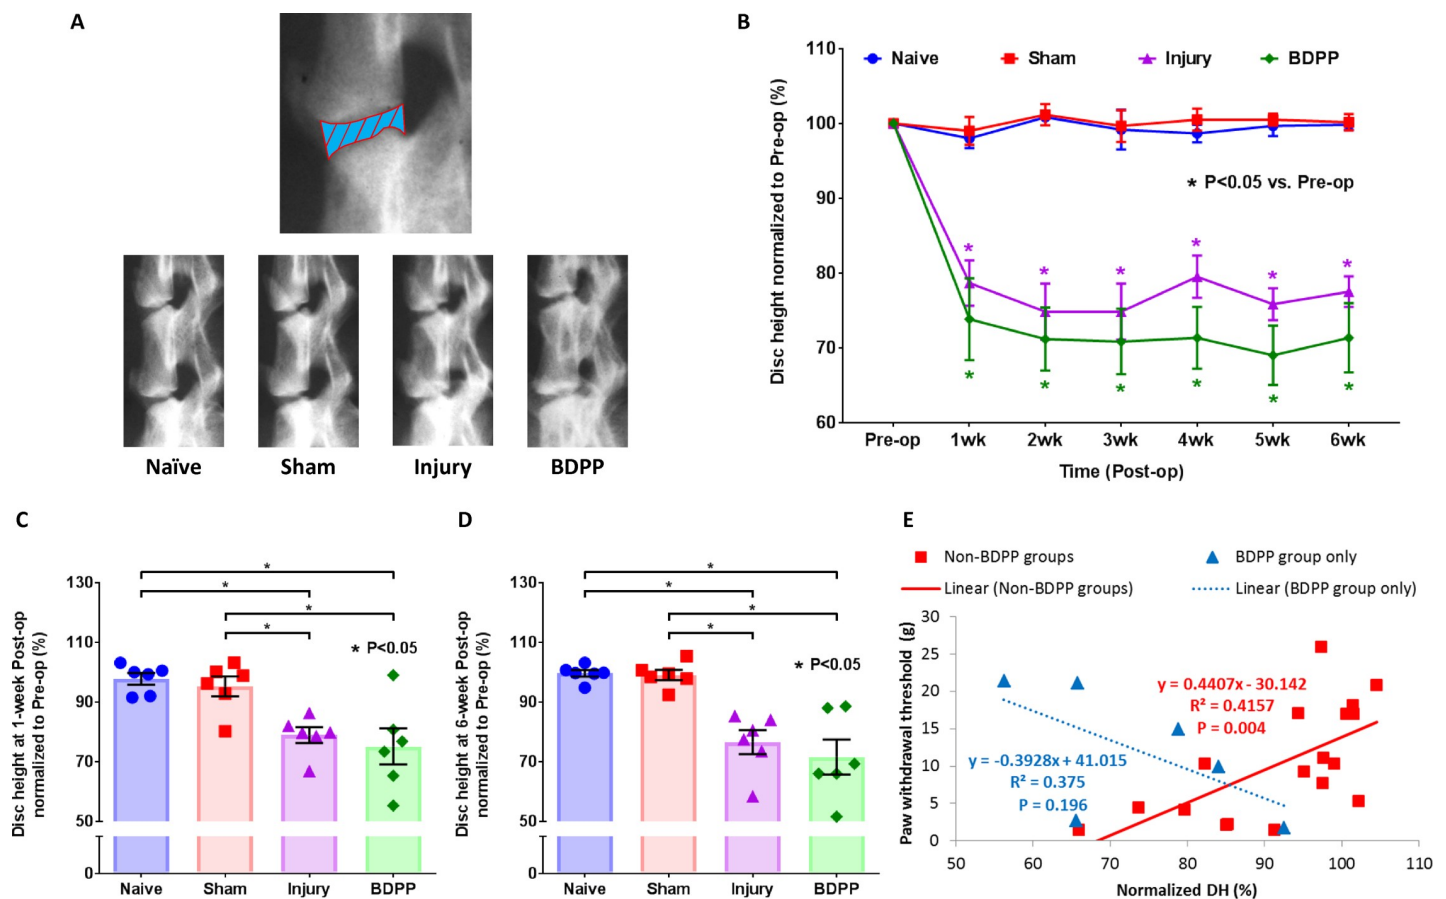 A
Naïve
Sham
Injury
BDPP
B
Disc height normalized to Pre-op (%)
110
100
90
80
70
60
Naive
Sham
Injury
BDPP
* P<0.05 vs. Pre-op
*
*
*
*
*
*
*
*
*
*
*
*
Pre-op
1wk
2wk
3wk
4wk
5wk
6wk
Time (Post-op)
C
Disc height at 1-week Post-op
normalized to Pre-op (%)
130
110
90
70
50
0
*
*
*
*
* P<0.05
Naive
Sham
Injury
BDPP
D
Disc height at 6-week Post-op
normalized to Pre-op (%)
130
110
90
70
50
0
*
*
*
*
* P<0.05
Naive
Sham
Injury
BDPP
E
Non-BDPP groups
BDPP group only
Linear (Non-BDPP groups)
Linear (BDPP group only)
Paw withdrawal threshold (g)
30
25
20
15
10
5
0
y = 0.4407x - 30.142
R² = 0.4157
P = 0.004
y = -0.3928x + 41.015
R² = 0.375
P = 0.196
50
60
70
80
90
100
110
Normalized DH (%)